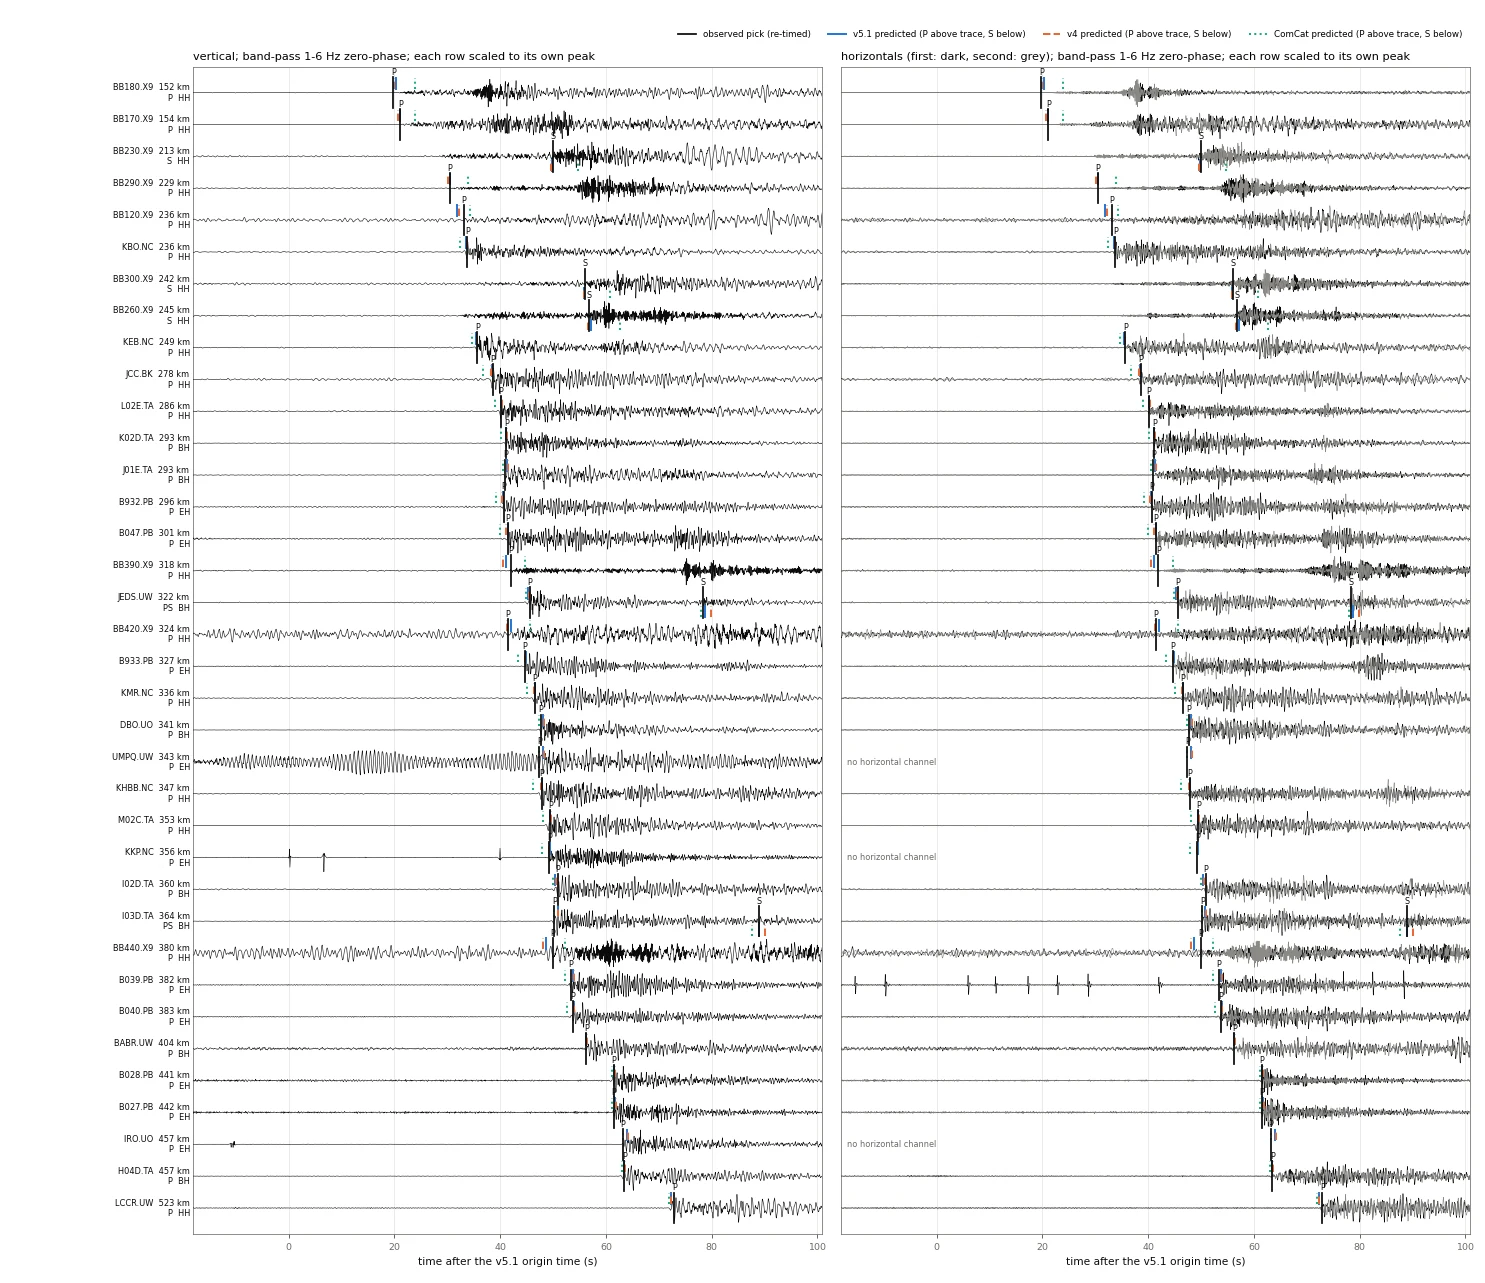 observed pick (re-timed)
v5.1 predicted (P above trace, S below)
v4 predicted (P above trace, S below)
ComCat predicted (P above trace, S below)
vertical; band-pass 1-6 Hz zero-phase; each row scaled to its own peak
horizontals (first: dark, second: grey); band-pass 1-6 Hz zero-phase; each row scaled to its own peak
BB180.X9 152 km
P HH
BB170.X9 154 km
P HH
BB230.X9 213 km
S HH
BB290.X9 229 km
P HH
BB120.X9 236 km
P HH
KBO.NC 236 km
P HH
BB300.X9 242 km
S HH
BB260.X9 245 km
S HH
KEB.NC 249 km
P HH
JCC.BK 278 km
P HH
L02E.TA 286 km
P HH
K02D.TA 293 km
P BH
J01E.TA 293 km
P BH
B932.PB 296 km
P EH
B047.PB 301 km
P EH
BB390.X9 318 km
P HH
JEDS.UW 322 km
PS BH
BB420.X9 324 km
P HH
B933.PB 327 km
P EH
KMR.NC 336 km
P HH
DBO.UO 341 km
P BH
UMPQ.UW 343 km
P EH
no horizontal channel
KHBB.NC 347 km
P HH
M02C.TA 353 km
P HH
KKP.NC 356 km
P EH
no horizontal channel
I02D.TA 360 km
P BH
I03D.TA 364 km
PS BH
BB440.X9 380 km
P HH
B039.PB 382 km
P EH
B040.PB 383 km
P EH
BABR.UW 404 km
P BH
B028.PB 441 km
P EH
B027.PB 442 km
P EH
IRO.UO 457 km
P EH
no horizontal channel
H04D.TA 457 km
P BH
LCCR.UW 523 km
P HH
0 20 40 60 80 100
0 20 40 60 80 100
time after the v5.1 origin time (s)
time after the v5.1 origin time (s)